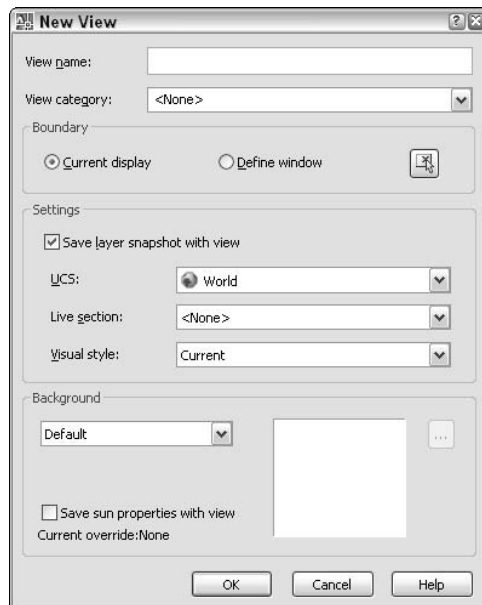 New View
View name:
View category: <None>
Boundary
Current display Define window
Settings
Save layer snapshot with view
UCS: World
Live section: <None>
Visual style: Current
Background
Default ...
Save sun properties with view
Current override:None
OK Cancel Help